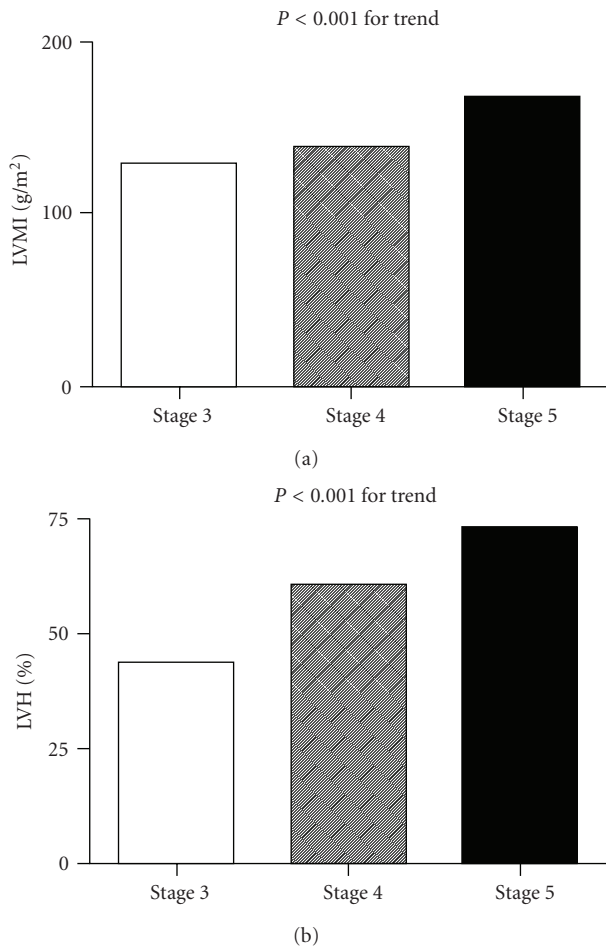 P < 0.001 for trend
200
100
0
LVMI (g/m²)
Stage 3 Stage 4 Stage 5
(a)
P < 0.001 for trend
75
50
25
0
LVH (%)
Stage 3 Stage 4 Stage 5
(b)